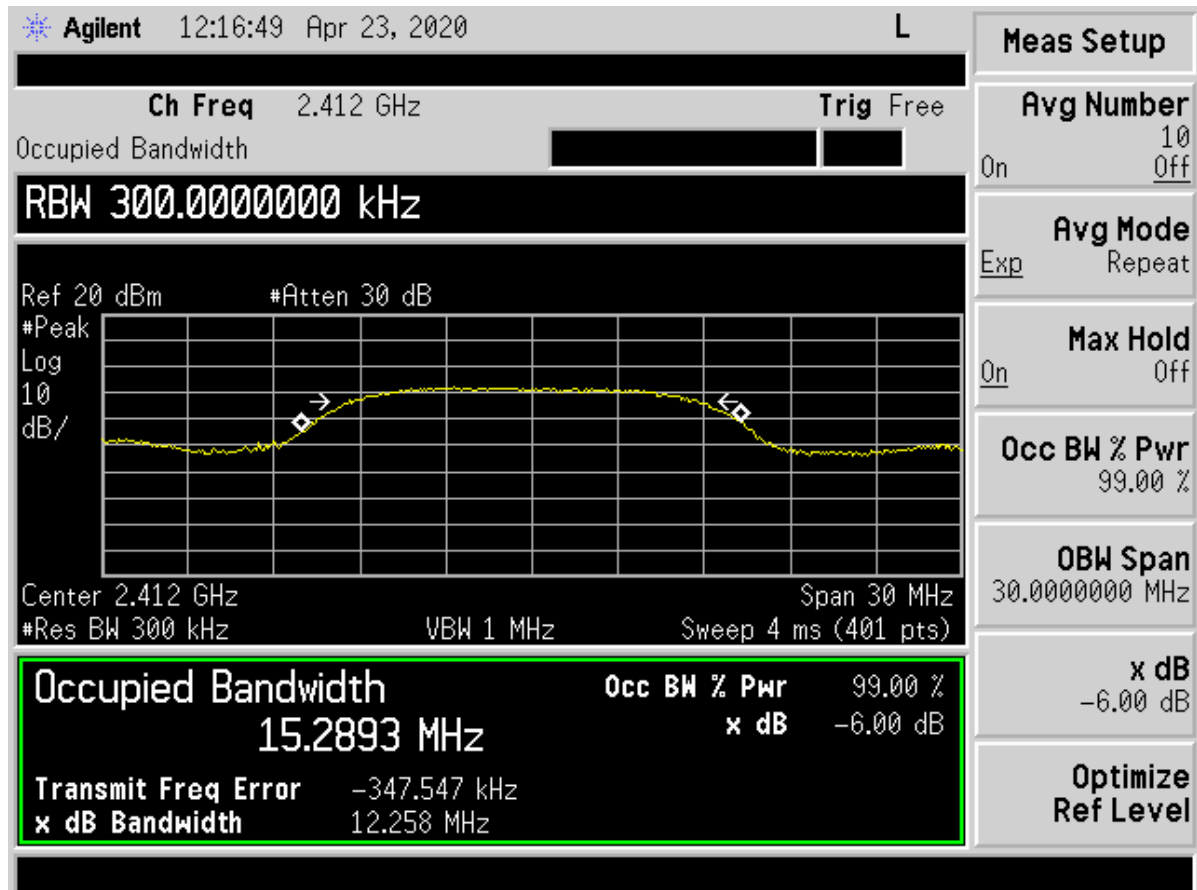 Agilent 12:16:49 Apr 23, 2020 L
Ch Freq 2.412 GHz Trig Free
Occupied Bandwidth
RBW 300.0000000 kHz
Ref 20 dBm #Atten 30 dB
#Peak
Log
10
dB/
Center 2.412 GHz Span 30 MHz
#Res BW 300 kHz VBW 1 MHz Sweep 4 ms (401 pts)
Occupied Bandwidth Occ BW % Pwr 99.00 %
15.2893 MHz x dB -6.00 dB
Transmit Freq Error -347.547 kHz
x dB Bandwidth 12.258 MHz
Meas Setup
Avg Number
10
On Off
Avg Mode
Exp Repeat
Max Hold
On Off
Occ BW % Pwr
99.00 %
OBW Span
30.0000000 MHz
x dB
-6.00 dB
Optimize
Ref Level